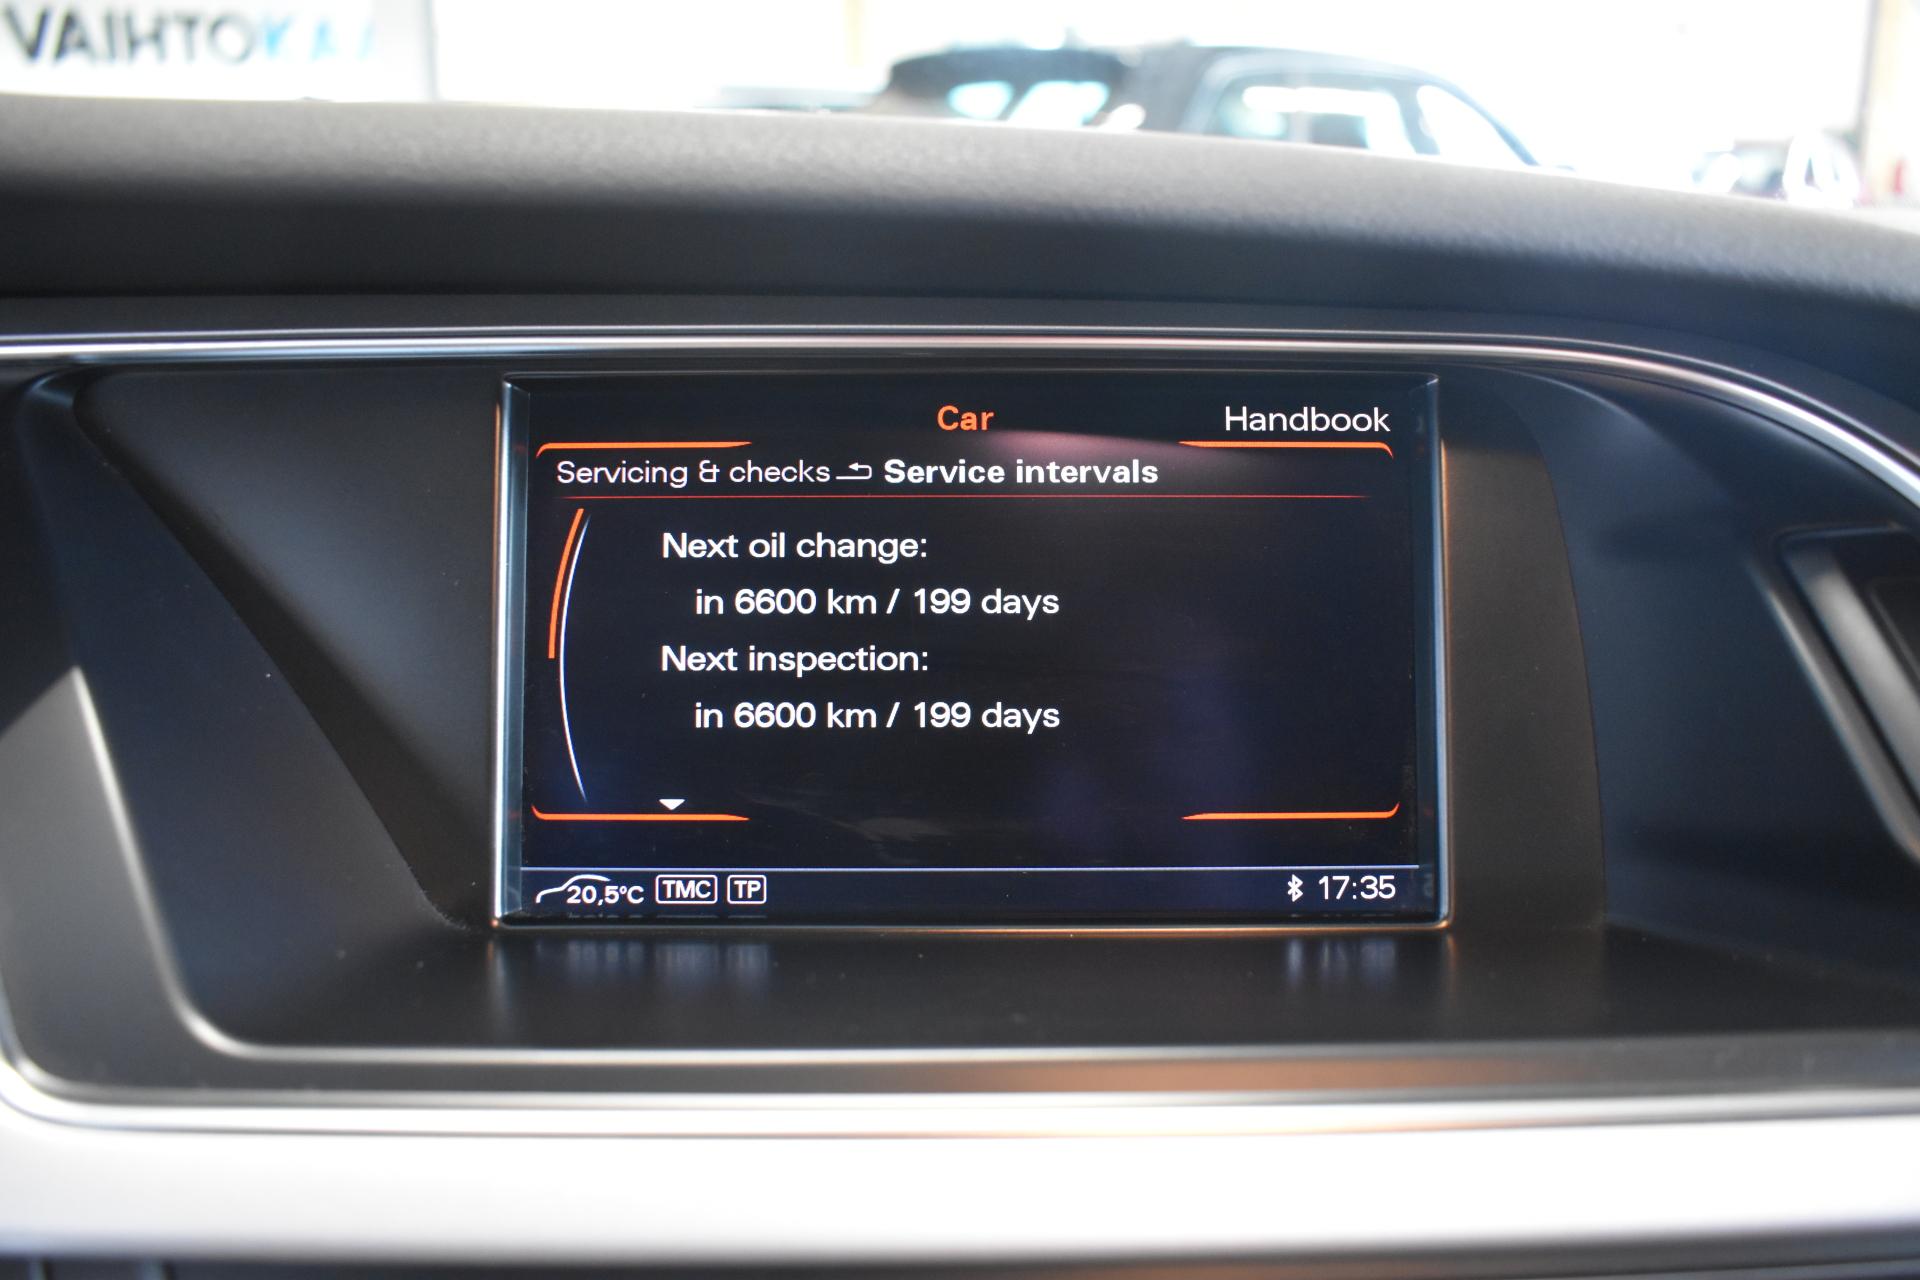 VAIHTOK
Car
Handbook
Servicing & checks Service intervals
Next oil change:
in 6600 km / 199 days
Next inspection:
in 6600 km / 199 days
20,5°C TMC TP
17:35